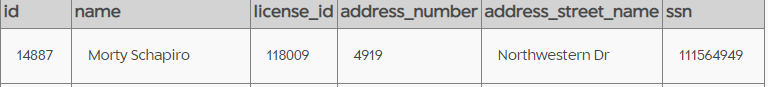 id name license_id address_number address_street_name ssn
14887 Morty Schapiro 118009 4919 Northwestern Dr 111564949